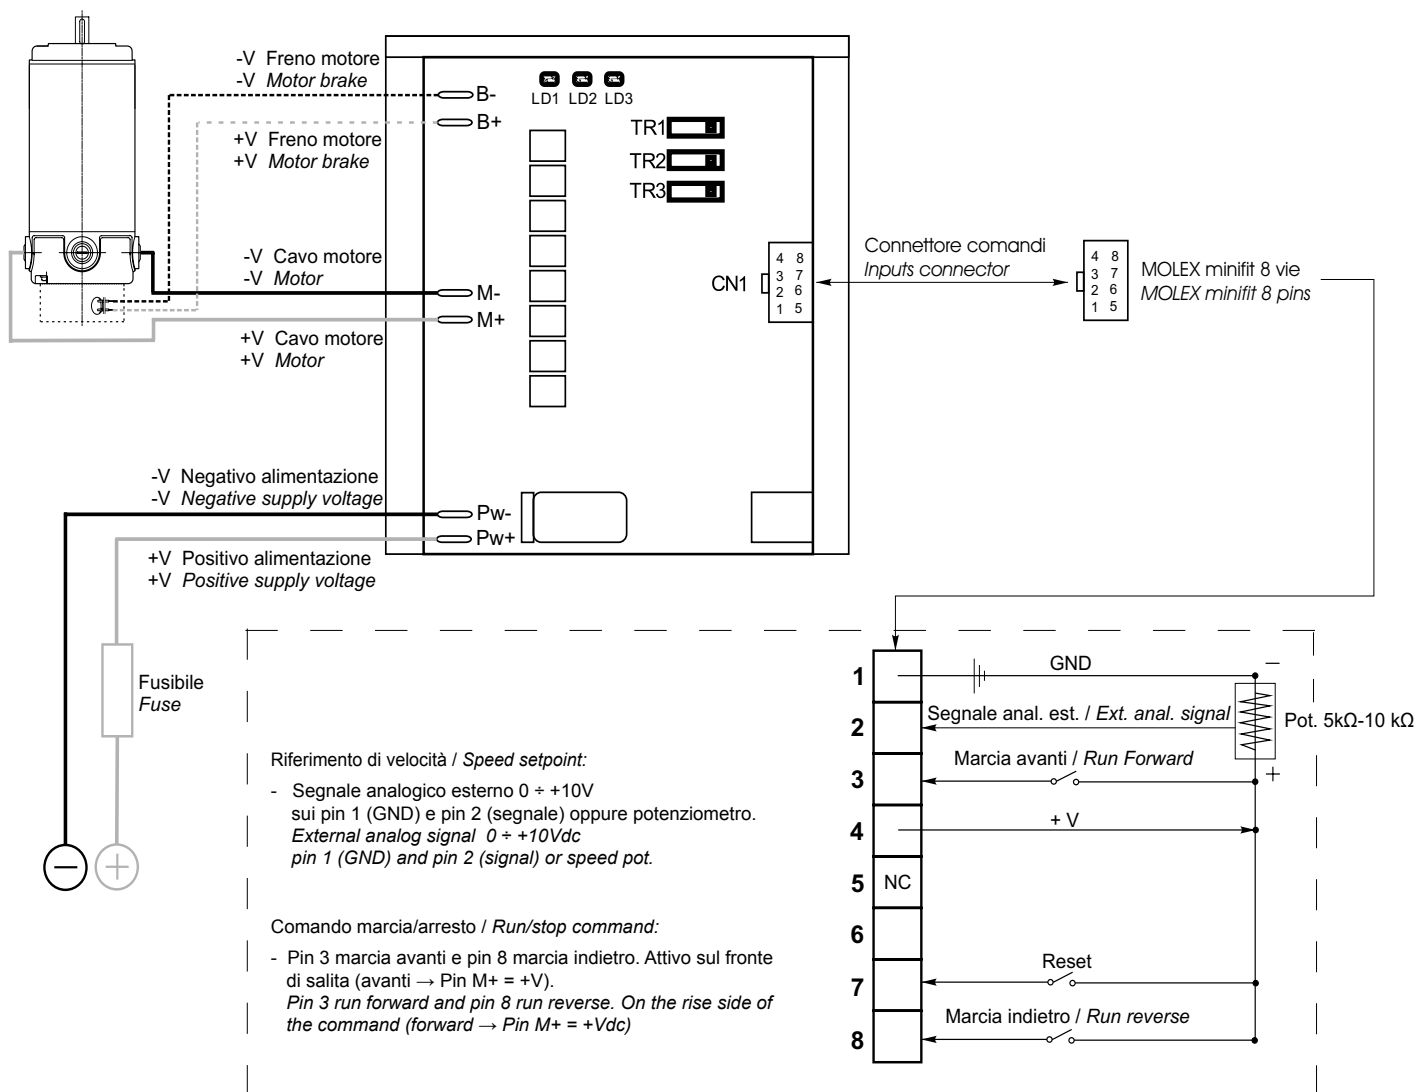 -V Freno motore
-V Motor brake
B-
B+
+V Freno motore
+V Motor brake
LD1 LD2 LD3
TR1
TR2
TR3
-V Cavo motore
-V Motor
M-
M+
+V Cavo motore
+V Motor
CN1
4 8
3 7
2 6
1 5
Connettore comandi
Inputs connector
4 8
3 7
2 6
1 5
MOLEX minifit 8 vie
MOLEX minifit 8 pins
-V Negativo alimentazione
-V Negative supply voltage
Pw-
Pw+
+V Positivo alimentazione
+V Positive supply voltage
Fusibile
Fuse
− +
Riferimento di velocità / Speed setpoint:
- Segnale analogico esterno 0 ÷ +10V
sui pin 1 (GND) e pin 2 (segnale) oppure potenziometro.
External analog signal 0 ÷ +10Vdc
pin 1 (GND) and pin 2 (signal) or speed pot.
Comando marcia/arresto / Run/stop command:
- Pin 3 marcia avanti e pin 8 marcia indietro. Attivo sul fronte
di salita (avanti → Pin M+ = +V).
Pin 3 run forward and pin 8 run reverse. On the rise side of
the command (forward → Pin M+ = +Vdc)
1 GND −
2 Segnale anal. est. / Ext. anal. signal
Pot. 5kΩ-10 kΩ
3 Marcia avanti / Run Forward +
4 + V
5 NC
6
7 Reset
8 Marcia indietro / Run reverse